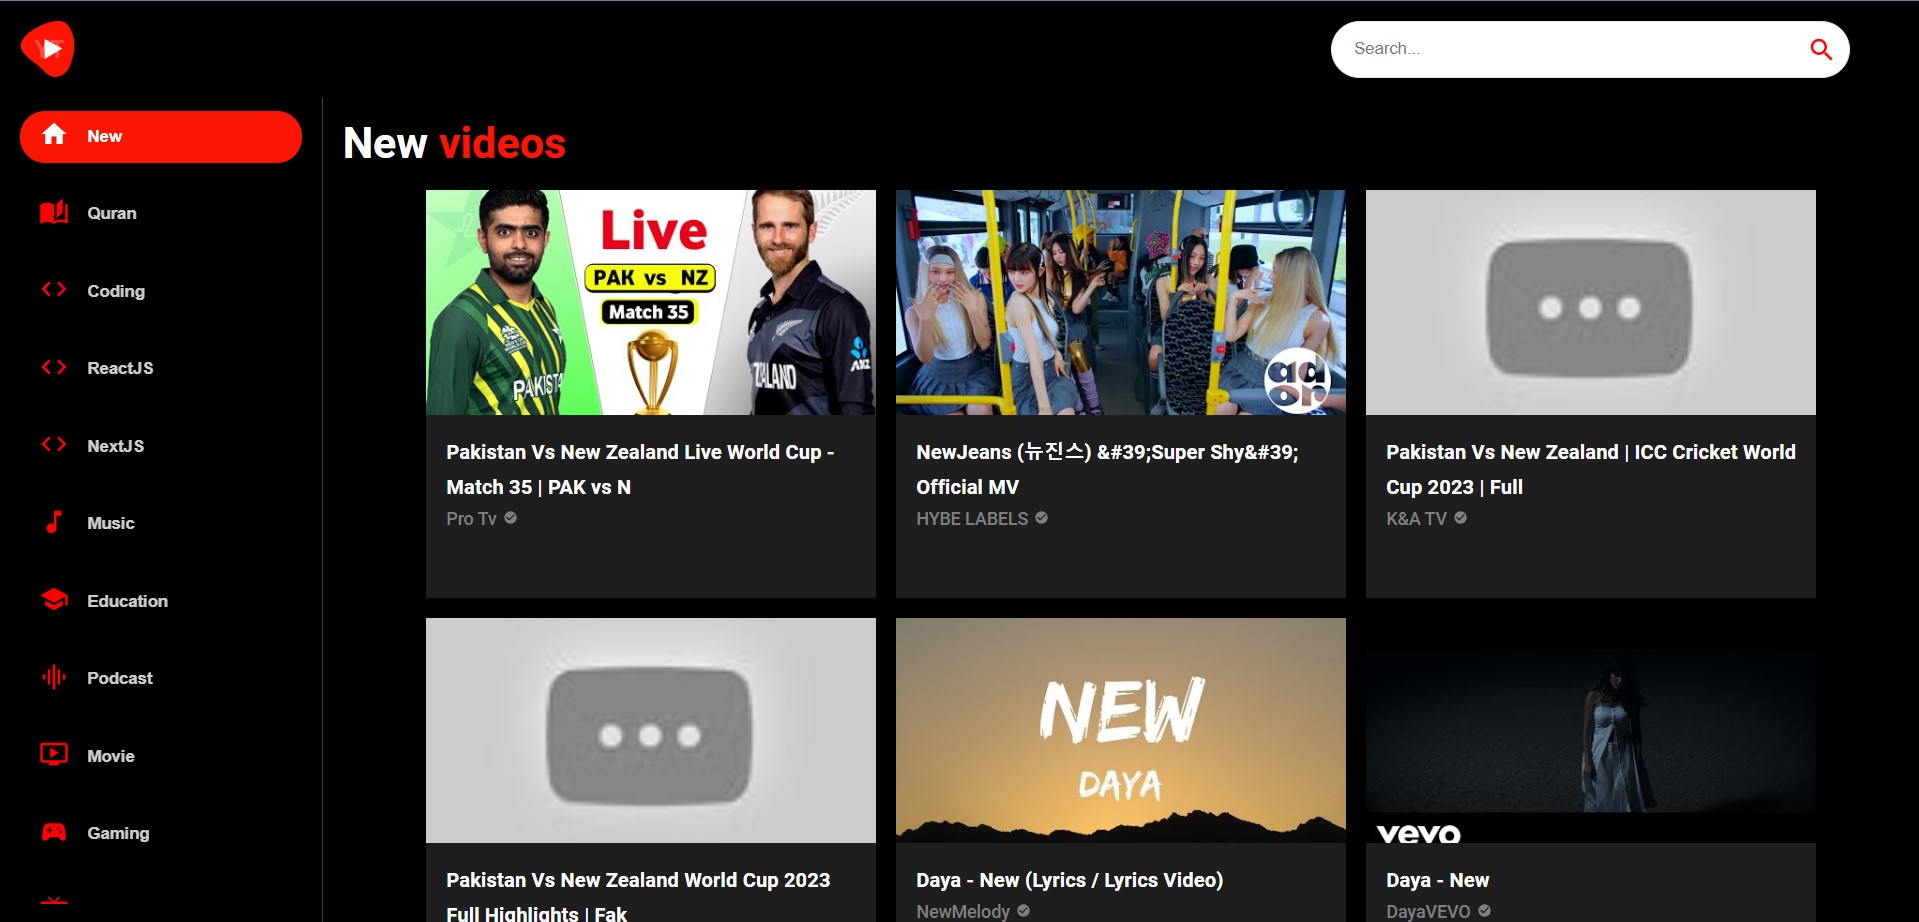 YT
Search...
New
Quran
Coding
ReactJS
NextJS
Music
Education
Podcast
Movie
Gaming
New videos
Live
PAK vs NZ
Match 35
PAKISTA
ZEALAND
ANZ
Pakistan Vs New Zealand Live World Cup -
Match 35 | PAK vs N
Pro Tv
NewJeans (뉴진스) &#39;Super Shy&#39;
Official MV
HYBE LABELS
Pakistan Vs New Zealand | ICC Cricket World
Cup 2023 | Full
K&A TV
Pakistan Vs New Zealand World Cup 2023
Full Highlights | Fak
NEW
DAYA
Daya - New (Lyrics / Lyrics Video)
NewMelody
vevo
Daya - New
DayaVEVO